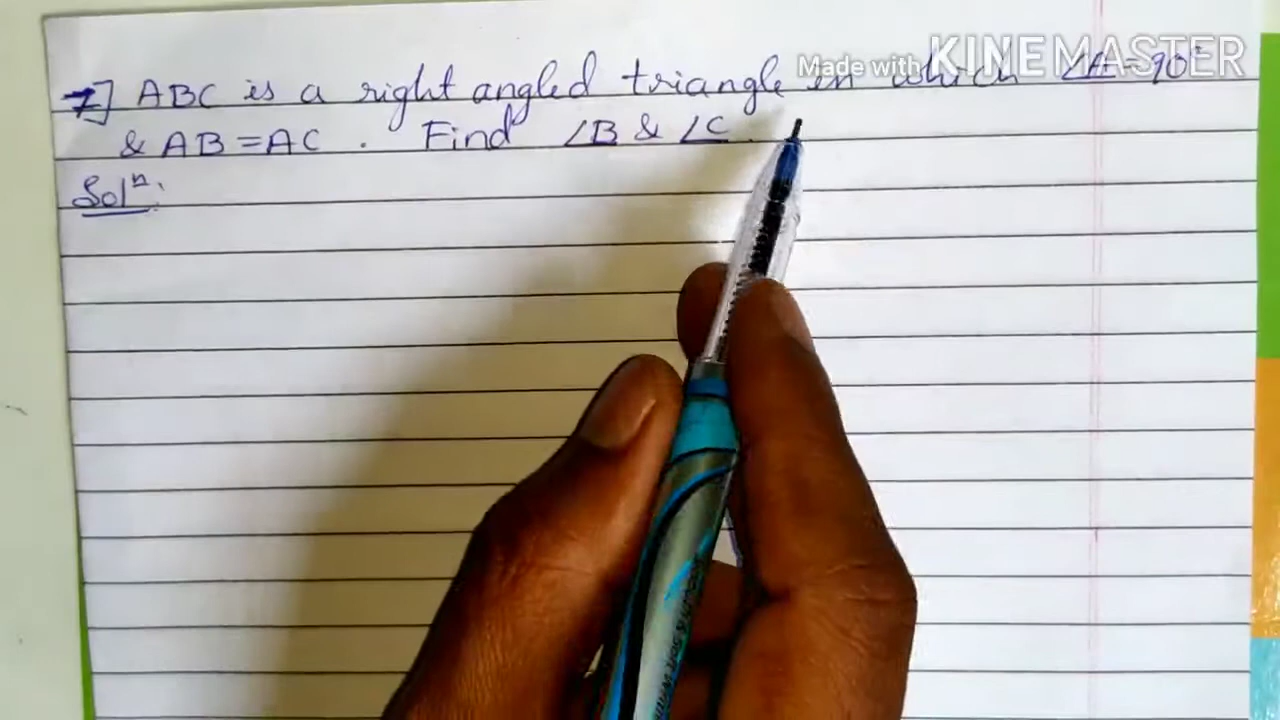 Made with KINEMASTER
7] ABC is a right angled triangle in which ∠A=90°
& AB=AC . Find ∠B & ∠C .
Solⁿ: